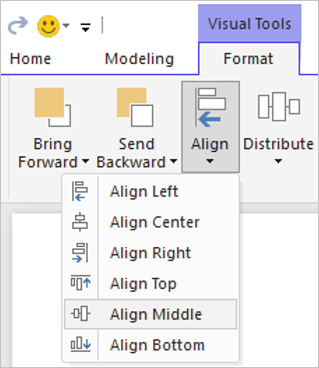 Visual Tools
Home Modeling Format
Bring Forward
Send Backward
Align
Distribute
Align Left
Align Center
Align Right
Align Top
Align Middle
Align Bottom